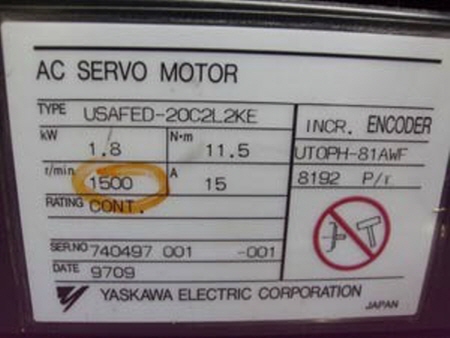 AC SERVO MOTOR
TYPE USAFED-20C2L2KE
kW 1.8 N·m 11.5
r/min 1500 A 15
RATING CONT.
SER.NO 740497 001 -001
DATE 9709
INCR. ENCODER
UTOPH-81AWF
8192 P/r
YASKAWA ELECTRIC CORPORATION
JAPAN